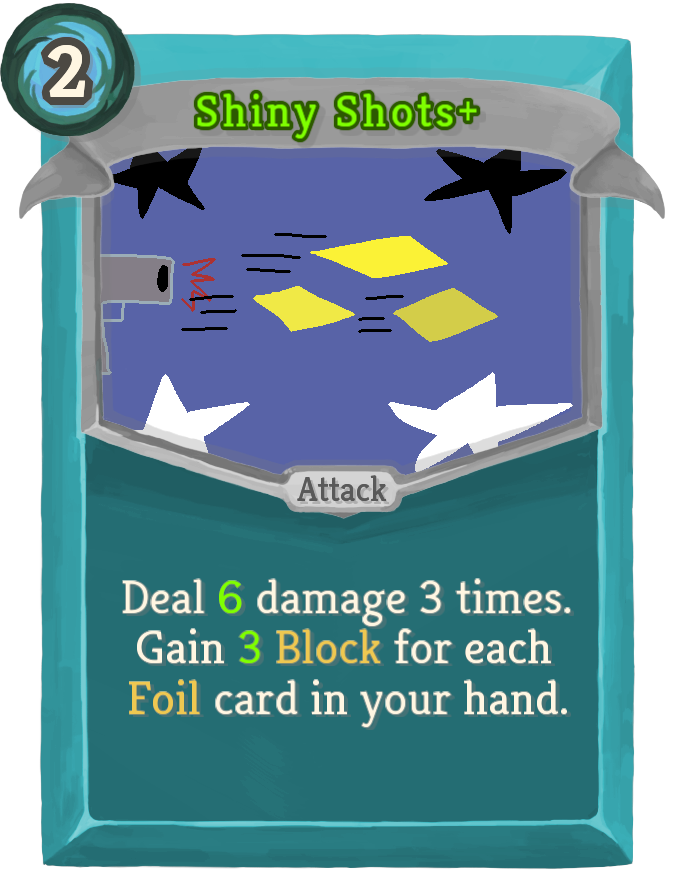 2
Shiny Shots+
Attack
Deal 6 damage 3 times.
Gain 3 Block for each
Foil card in your hand.